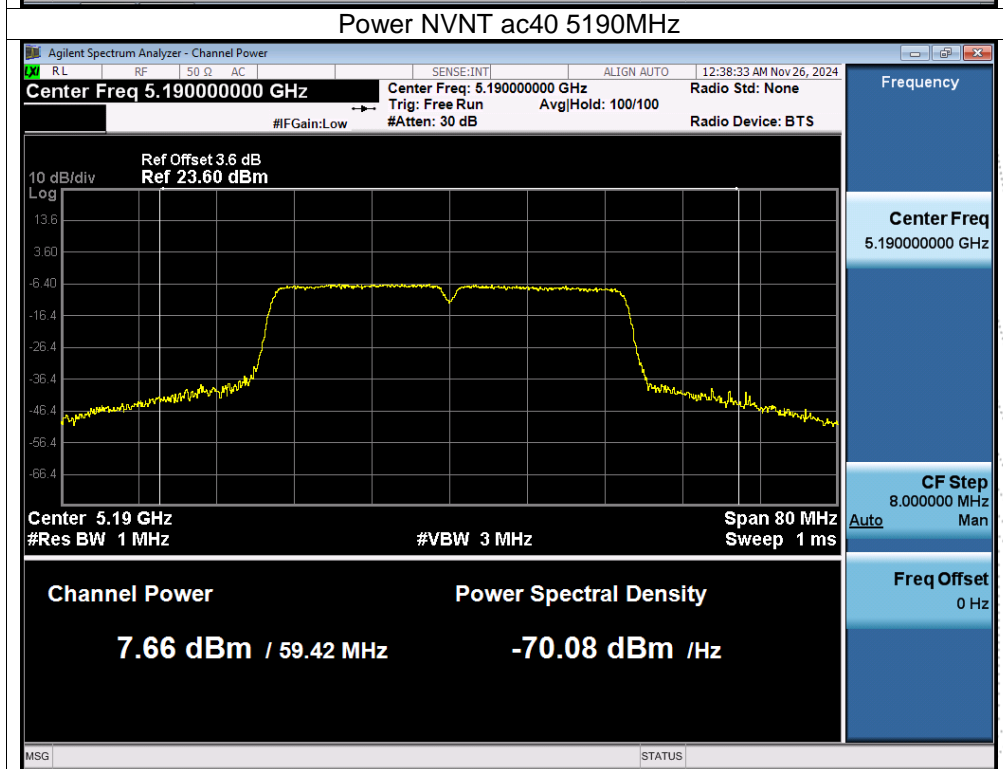 Power NVNT ac40 5190MHz
Agilent Spectrum Analyzer - Channel Power
LXI RL RF 50 Ω AC SENSE:INT ALIGN AUTO 12:38:33 AM Nov 26, 2024
Center Freq 5.190000000 GHz
Center Freq: 5.190000000 GHz
Radio Std: None
Trig: Free Run Avg|Hold: 100/100
#IFGain:Low
#Atten: 30 dB
Radio Device: BTS
Ref Offset 3.6 dB
10 dB/div Ref 23.60 dBm
Log
13.6
3.60
-6.40
-16.4
-26.4
-36.4
-46.4
-56.4
-66.4
Center 5.19 GHz Span 80 MHz
#Res BW 1 MHz #VBW 3 MHz Sweep 1 ms
Channel Power
7.66 dBm / 59.42 MHz
Power Spectral Density
-70.08 dBm /Hz
Frequency
Center Freq
5.190000000 GHz
CF Step
8.000000 MHz
Auto Man
Freq Offset
0 Hz
MSG STATUS